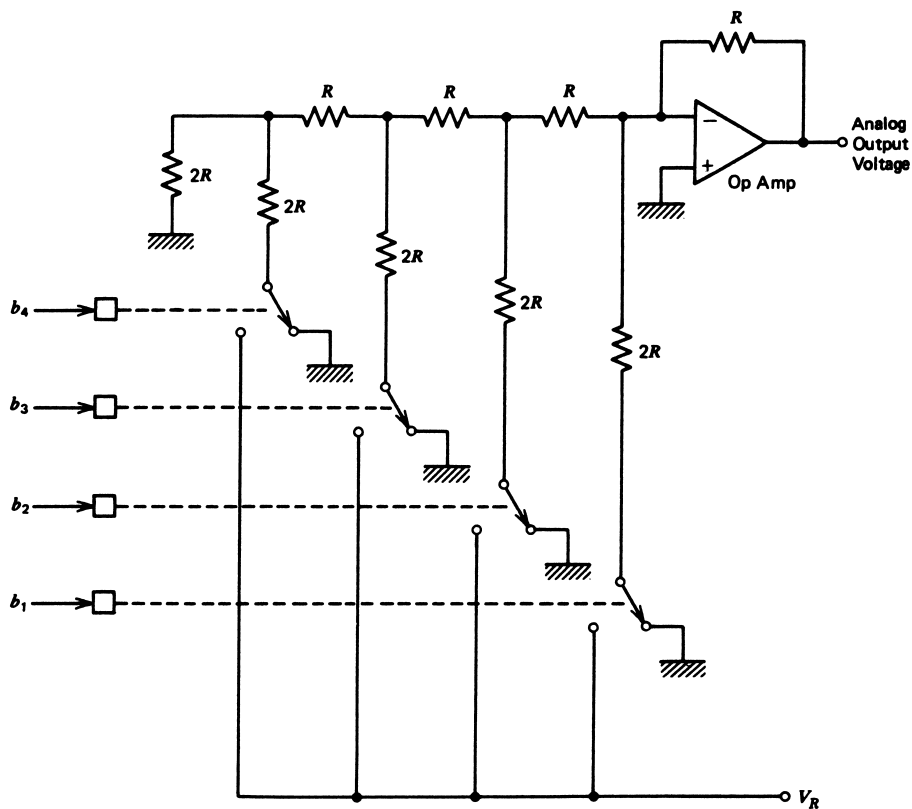 R
R
R
R
Analog
Output
Voltage
Op Amp
2R
2R
2R
2R
2R
b4
b3
b2
b1
VR